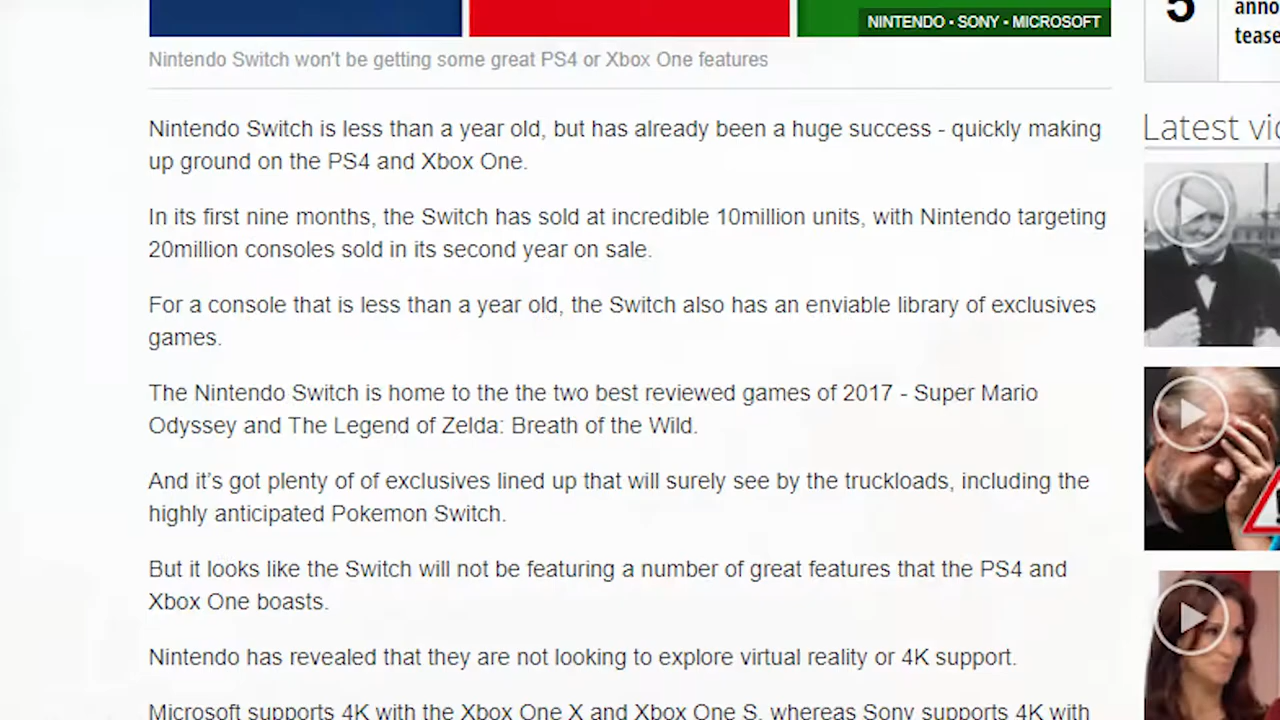 NINTENDO • SONY • MICROSOFT
Nintendo Switch won't be getting some great PS4 or Xbox One features
Nintendo Switch is less than a year old, but has already been a huge success - quickly making
up ground on the PS4 and Xbox One.
In its first nine months, the Switch has sold at incredible 10million units, with Nintendo targeting
20million consoles sold in its second year on sale.
For a console that is less than a year old, the Switch also has an enviable library of exclusives
games.
The Nintendo Switch is home to the the two best reviewed games of 2017 - Super Mario
Odyssey and The Legend of Zelda: Breath of the Wild.
And it's got plenty of of exclusives lined up that will surely see by the truckloads, including the
highly anticipated Pokemon Switch.
But it looks like the Switch will not be featuring a number of great features that the PS4 and
Xbox One boasts.
Nintendo has revealed that they are not looking to explore virtual reality or 4K support.
Microsoft supports 4K with the Xbox One X and Xbox One S, whereas Sony supports 4K with
5
anno
tease
Latest vi